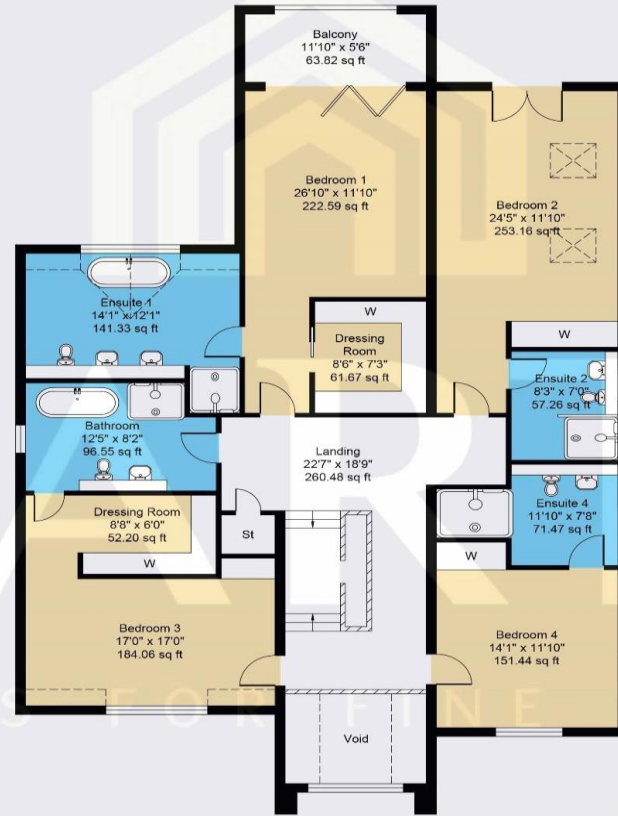 Balcony
11'10" x 5'6"
63.82 sq ft
Bedroom 1
26'10" x 11'10"
222.59 sq ft
Bedroom 2
24'5" x 11'10"
253.16 sq ft
Ensuite 1
14'1" x 12'1"
141.33 sq ft
W
Dressing
Room
8'6" x 7'3"
61.67 sq ft
W
Ensuite 2
8'3" x 7'0"
57.26 sq ft
Bathroom
12'5" x 8'2"
96.55 sq ft
Landing
22'7" x 18'9"
260.48 sq ft
Ensuite 4
11'10" x 7'8"
71.47 sq ft
Dressing Room
8'8" x 6'0"
52.20 sq ft
W
St
W
Bedroom 3
17'0" x 17'0"
184.06 sq ft
Bedroom 4
14'1" x 11'10"
151.44 sq ft
S FOR FINE
Void